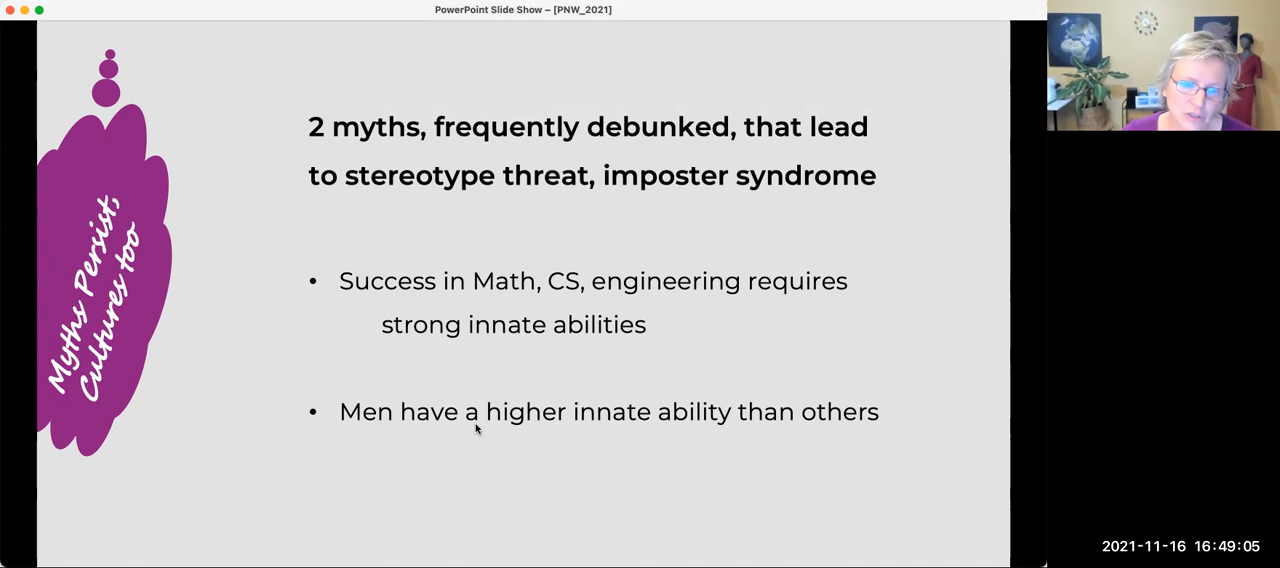 PowerPoint Slide Show – [PNW_2021]
Myths Persist,
Cultures too
2 myths, frequently debunked, that lead
to stereotype threat, imposter syndrome
• Success in Math, CS, engineering requires
strong innate abilities
• Men have a higher innate ability than others
2021-11-16 16:49:05